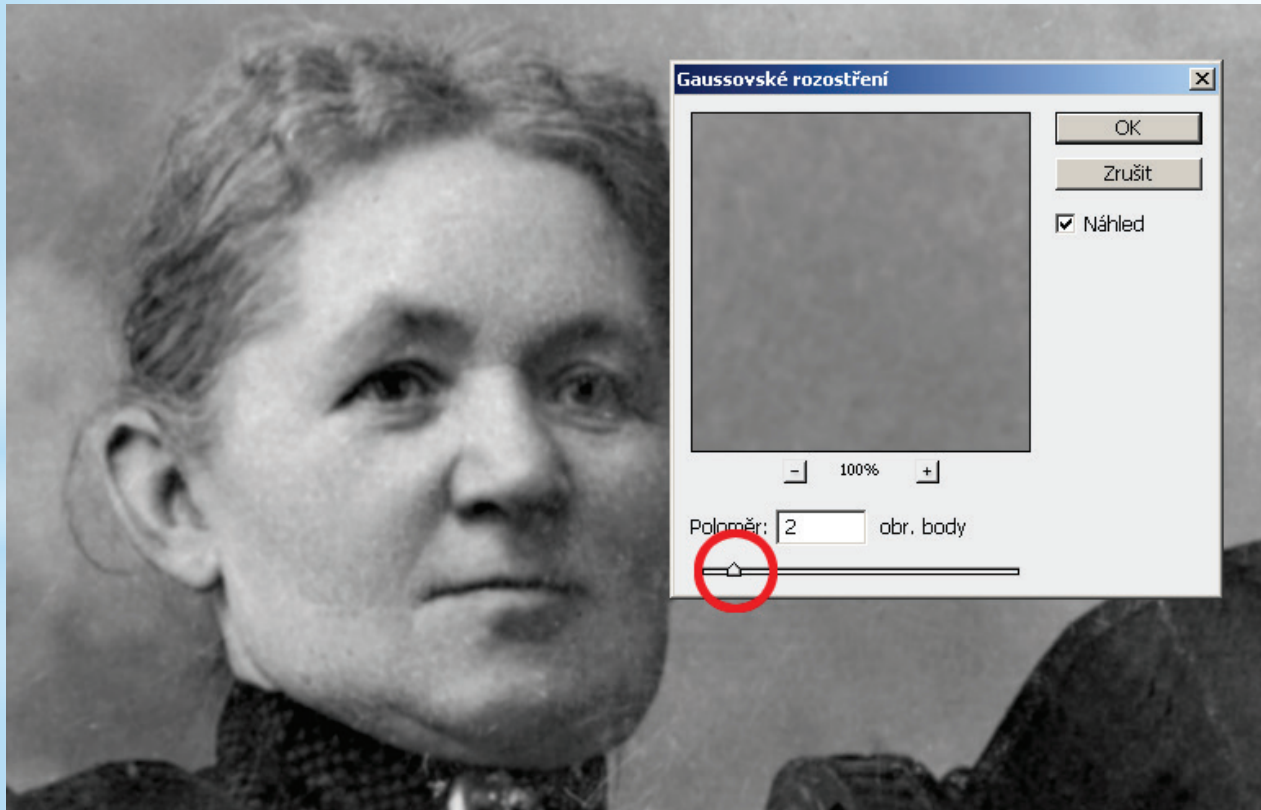 Gaussovské rozostření
OK
Zrušit
Náhled
- 100% +
Poloměr: 2 obr. body